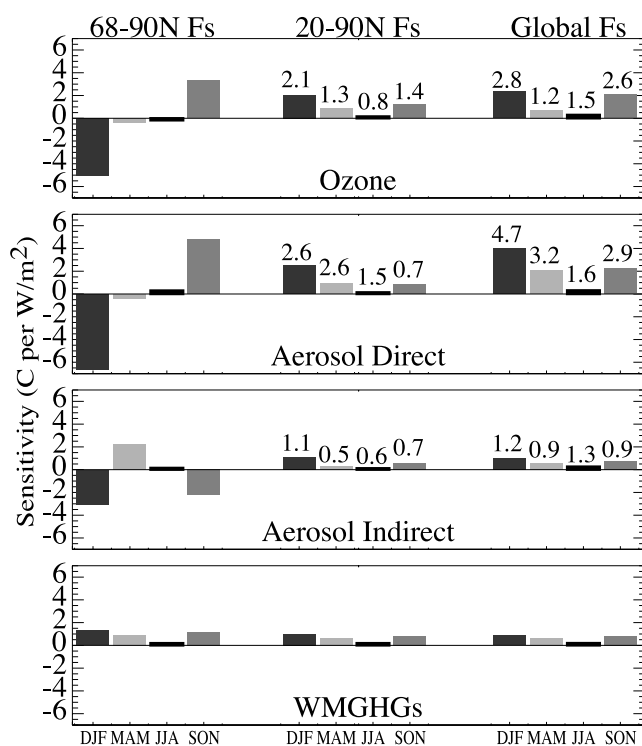 68-90N Fs 20-90N Fs Global Fs
Sensitivity (C per W/m2)
6
4
2
0
-2
-4
-6
2.1 1.3 0.8 1.4 2.8 1.2 1.5 2.6
Ozone
6
4
2
0
-2
-4
-6
2.6 2.6 1.5 0.7 4.7 3.2 1.6 2.9
Aerosol Direct
6
4
2
0
-2
-4
-6
1.1 0.5 0.6 0.7 1.2 0.9 1.3 0.9
Aerosol Indirect
6
4
2
0
-2
-4
-6
WMGHGs
DJF MAM JJA SON DJF MAM JJA SON DJF MAM JJA SON